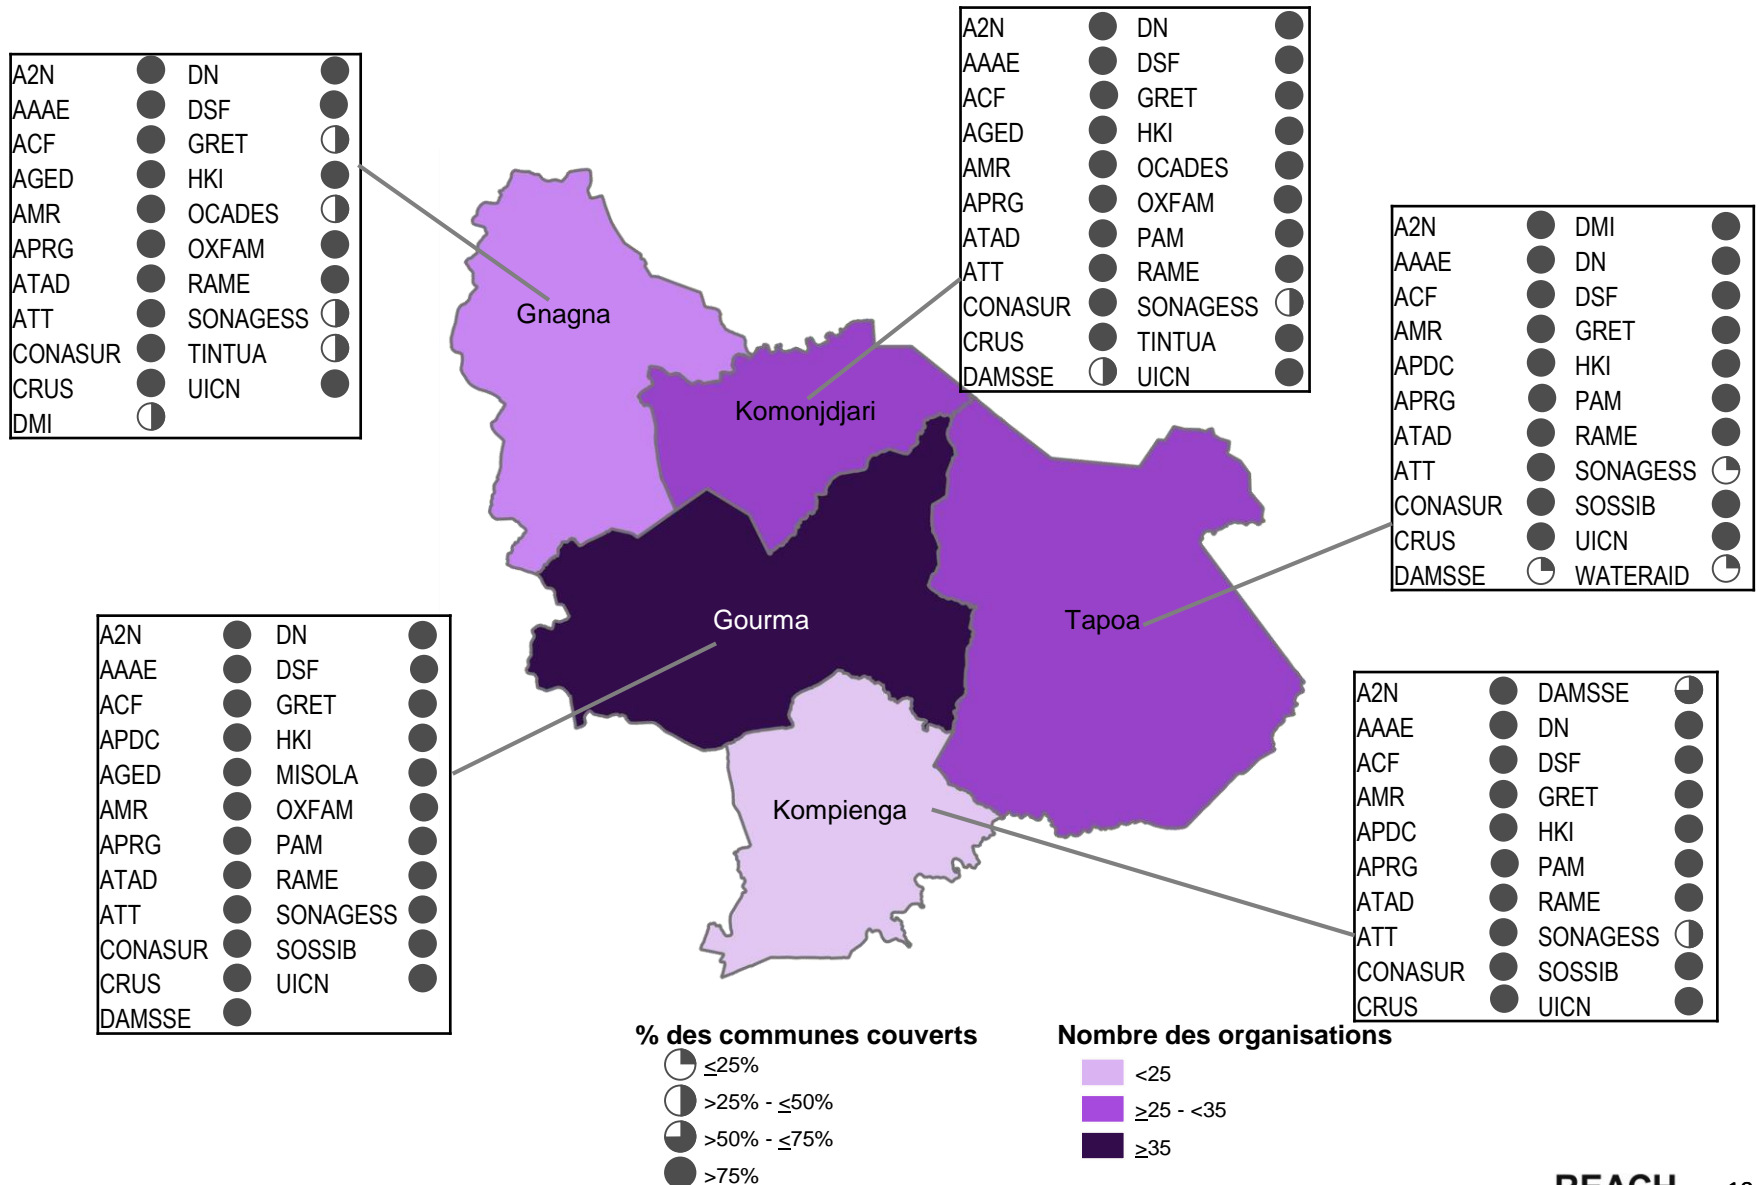 A2N DN
AAAE DSF
ACF GRET
AGED HKI
AMR OCADES
APRG OXFAM
ATAD RAME
ATT SONAGESS
CONASUR TINTUA
CRUS UICN
DMI
A2N DN
AAAE DSF
ACF GRET
AGED HKI
AMR OCADES
APRG OXFAM
ATAD PAM
ATT RAME
CONASUR SONAGESS
CRUS TINTUA
DAMSSE UICN
A2N DMI
AAAE DN
ACF DSF
AMR GRET
APDC HKI
APRG PAM
ATAD RAME
ATT SONAGESS
CONASUR SOSSIB
CRUS UICN
DAMSSE WATERAID
Gnagna
Komonjdjari
Gourma
Tapoa
Kompienga
A2N DN
AAAE DSF
ACF GRET
APDC HKI
AGED MISOLA
AMR OXFAM
APRG PAM
ATAD RAME
ATT SONAGESS
CONASUR SOSSIB
CRUS UICN
DAMSSE
A2N DAMSSE
AAAE DN
ACF DSF
AMR GRET
APDC HKI
APRG PAM
ATAD RAME
ATT SONAGESS
CONASUR SOSSIB
CRUS UICN
% des communes couverts
≤25%
>25% - ≤50%
>50% - ≤75%
>75%
Nombre des organisations
<25
≥25 - <35
≥35
REACH